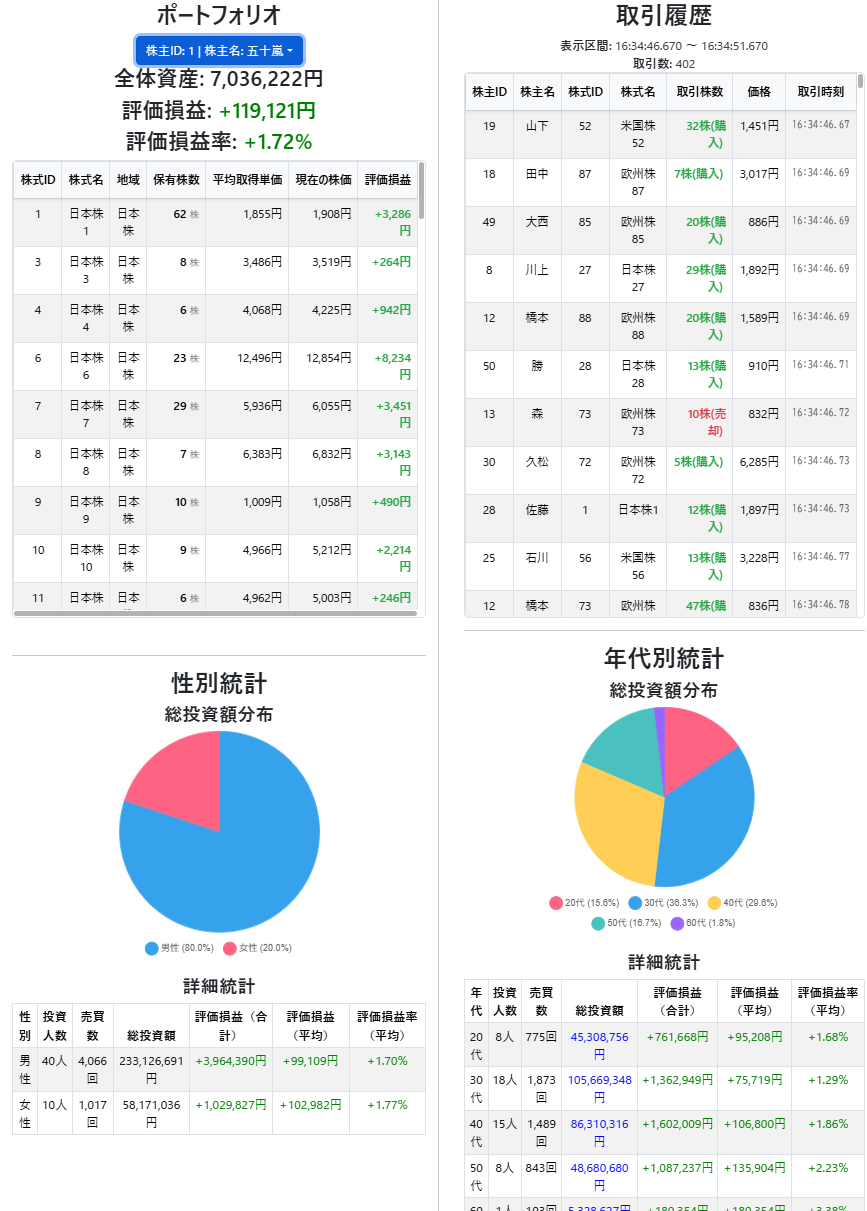 ポートフォリオ
株主ID: 1 | 株主名: 五十嵐
全体資産: 7,036,222円
評価損益: +119,121円
評価損益率: +1.72%
株式ID 株式名 地域 保有株数 平均取得単価 現在の株価 評価損益
1 日本株1 日本株 62 株 1,855円 1,908円 +3,286円
3 日本株3 日本株 8 株 3,486円 3,519円 +264円
4 日本株4 日本株 6 株 4,068円 4,225円 +942円
6 日本株6 日本株 23 株 12,496円 12,854円 +8,234円
7 日本株7 日本株 29 株 5,936円 6,055円 +3,451円
8 日本株8 日本株 7 株 6,383円 6,832円 +3,143円
9 日本株9 日本株 10 株 1,009円 1,058円 +490円
10 日本株10 日本株 9 株 4,966円 5,212円 +2,214円
11 日本株 日本 6 株 4,962円 5,003円 +246円
性別統計
総投資額分布
男性 (80.0%) 女性 (20.0%)
詳細統計
性別 投資人数 売買数 総投資額 評価損益（合計） 評価損益（平均） 評価損益率（平均）
男性 40人 4,066回 233,126,691円 +3,964,390円 +99,109円 +1.70%
女性 10人 1,017回 58,171,036円 +1,029,827円 +102,982円 +1.77%
取引履歴
表示区間: 16:34:46.670 ～ 16:34:51.670
取引数: 402
株主ID 株主名 株式ID 株式名 取引株数 価格 取引時刻
19 山下 52 米国株52 32株(購入) 1,451円 16:34:46.67
18 田中 87 欧州株87 7株(購入) 3,017円 16:34:46.69
49 大西 85 欧州株85 20株(購入) 886円 16:34:46.69
8 川上 27 日本株27 29株(購入) 1,892円 16:34:46.69
12 橋本 88 欧州株88 20株(購入) 1,589円 16:34:46.69
50 勝 28 日本株28 13株(購入) 910円 16:34:46.71
13 森 73 欧州株73 10株(売却) 832円 16:34:46.72
30 久松 72 欧州株72 5株(購入) 6,285円 16:34:46.73
28 佐藤 1 日本株1 12株(購入) 1,897円 16:34:46.73
25 石川 56 米国株56 13株(購入) 3,228円 16:34:46.77
12 橋本 73 欧州株 47株(購 836円 16:34:46.78
年代別統計
総投資額分布
20代 (15.6%) 30代 (36.3%) 40代 (29.6%)
50代 (16.7%) 60代 (1.8%)
詳細統計
年代 投資人数 売買数 総投資額 評価損益（合計） 評価損益（平均） 評価損益率（平均）
20代 8人 775回 45,308,756円 +761,668円 +95,208円 +1.68%
30代 18人 1,873回 105,669,348円 +1,362,949円 +75,719円 +1.29%
40代 15人 1,489回 86,310,316円 +1,602,009円 +106,800円 +1.86%
50代 8人 843回 48,680,680円 +1,087,237円 +135,904円 +2.23%
60 1人 103回 5,328,627円 +180,354円 +180,354円 +3.38%